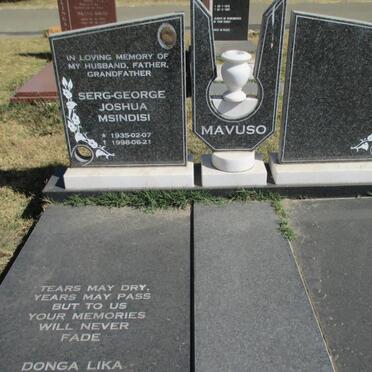 IN LOVING MEMORY OF
MY HUSBAND, FATHER,
GRANDFATHER
SERG-GEORGE
JOSHUA
MSINDISI
* 1935-02-07
† 1998-06-21
MAVUSO
TEARS MAY DRY,
YEARS MAY PASS
BUT TO US
YOUR MEMORIES
WILL NEVER
FADE
DONGA LIKA